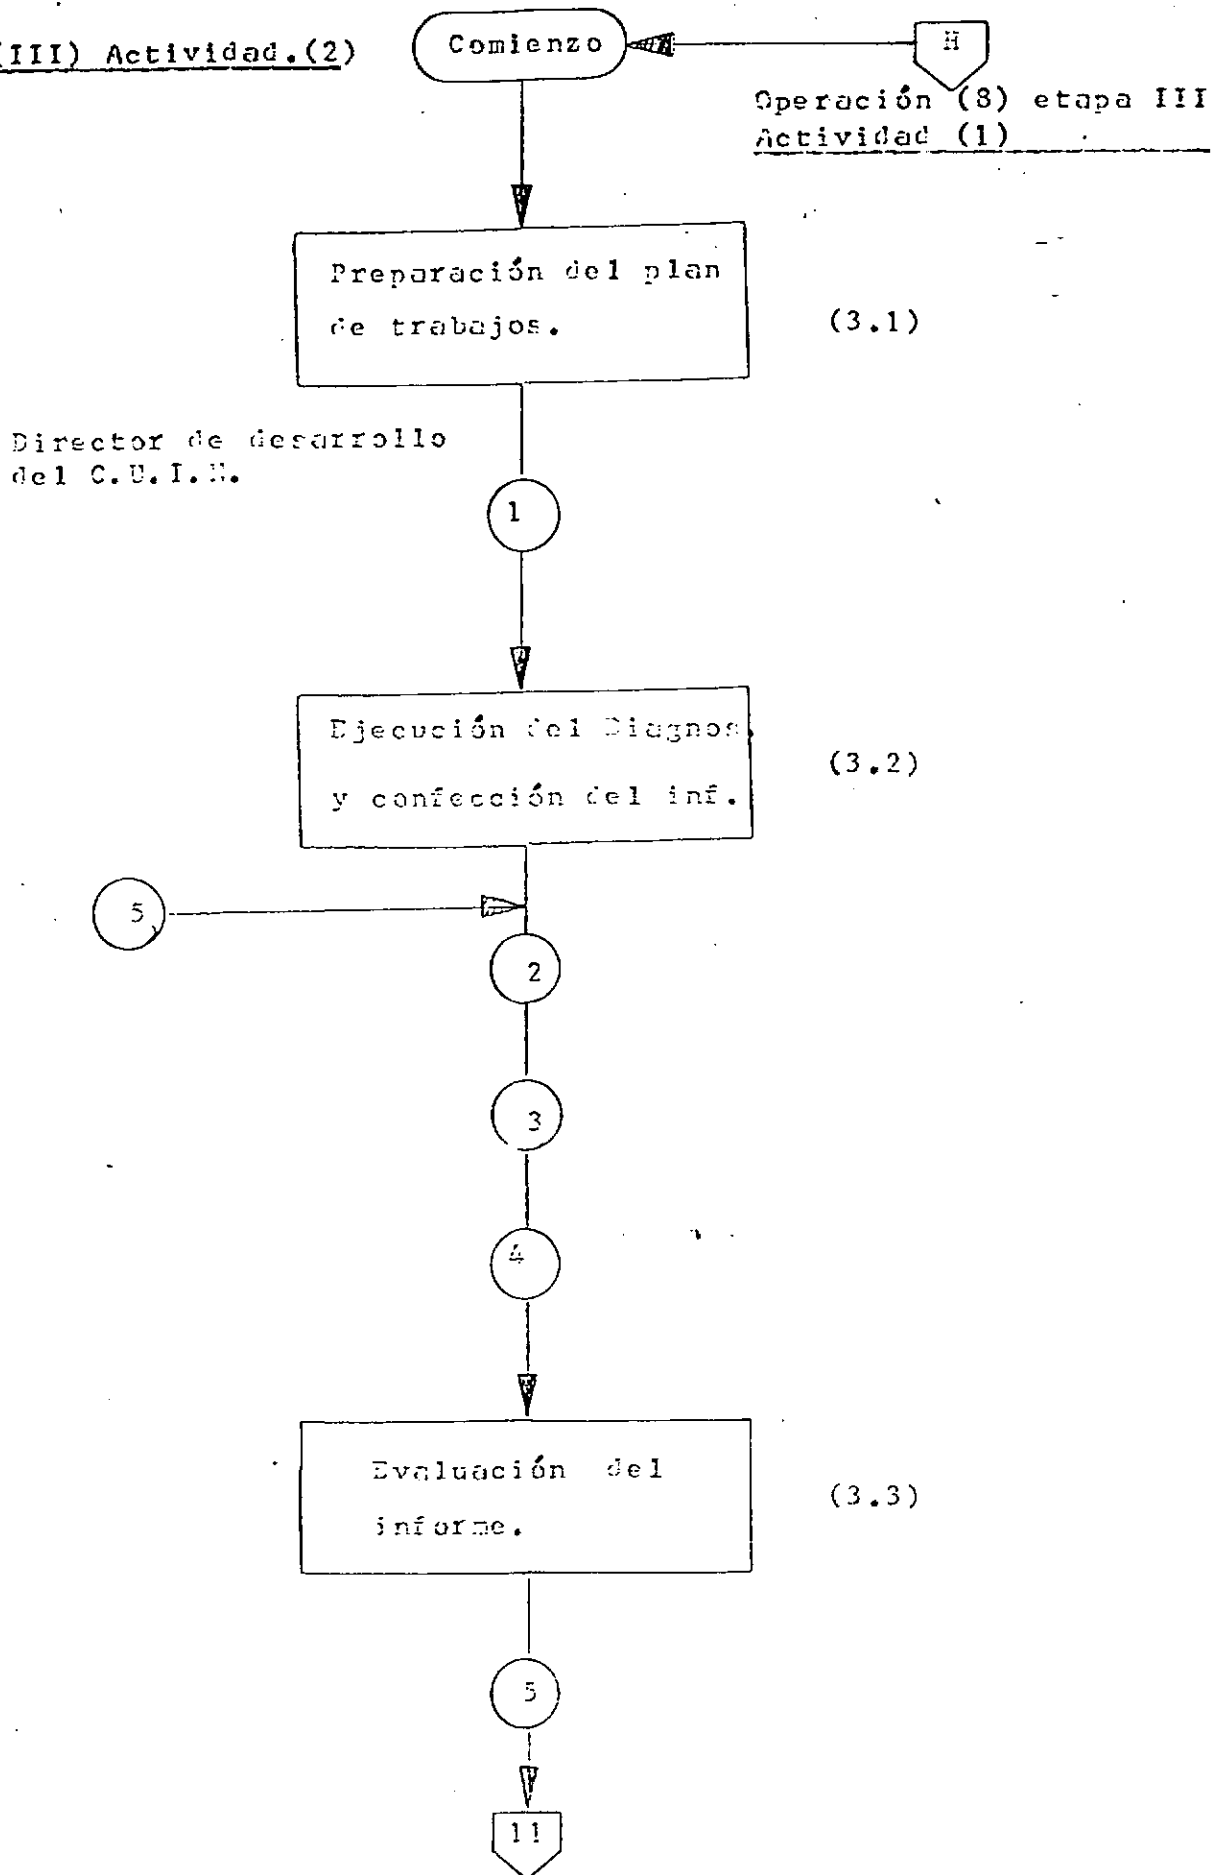 (III) Actividad.(2)
Comienzo
H
Operación (8) etapa III
Actividad (1)
Preparación del plan
de trabajos.
(3.1)
Director de desarrollo
del C.U.I.N.
1
Ejecución del Diagnos.
y confección del inf.
(3.2)
5
2
3
4
Evaluación del
informe.
(3.3)
5
11